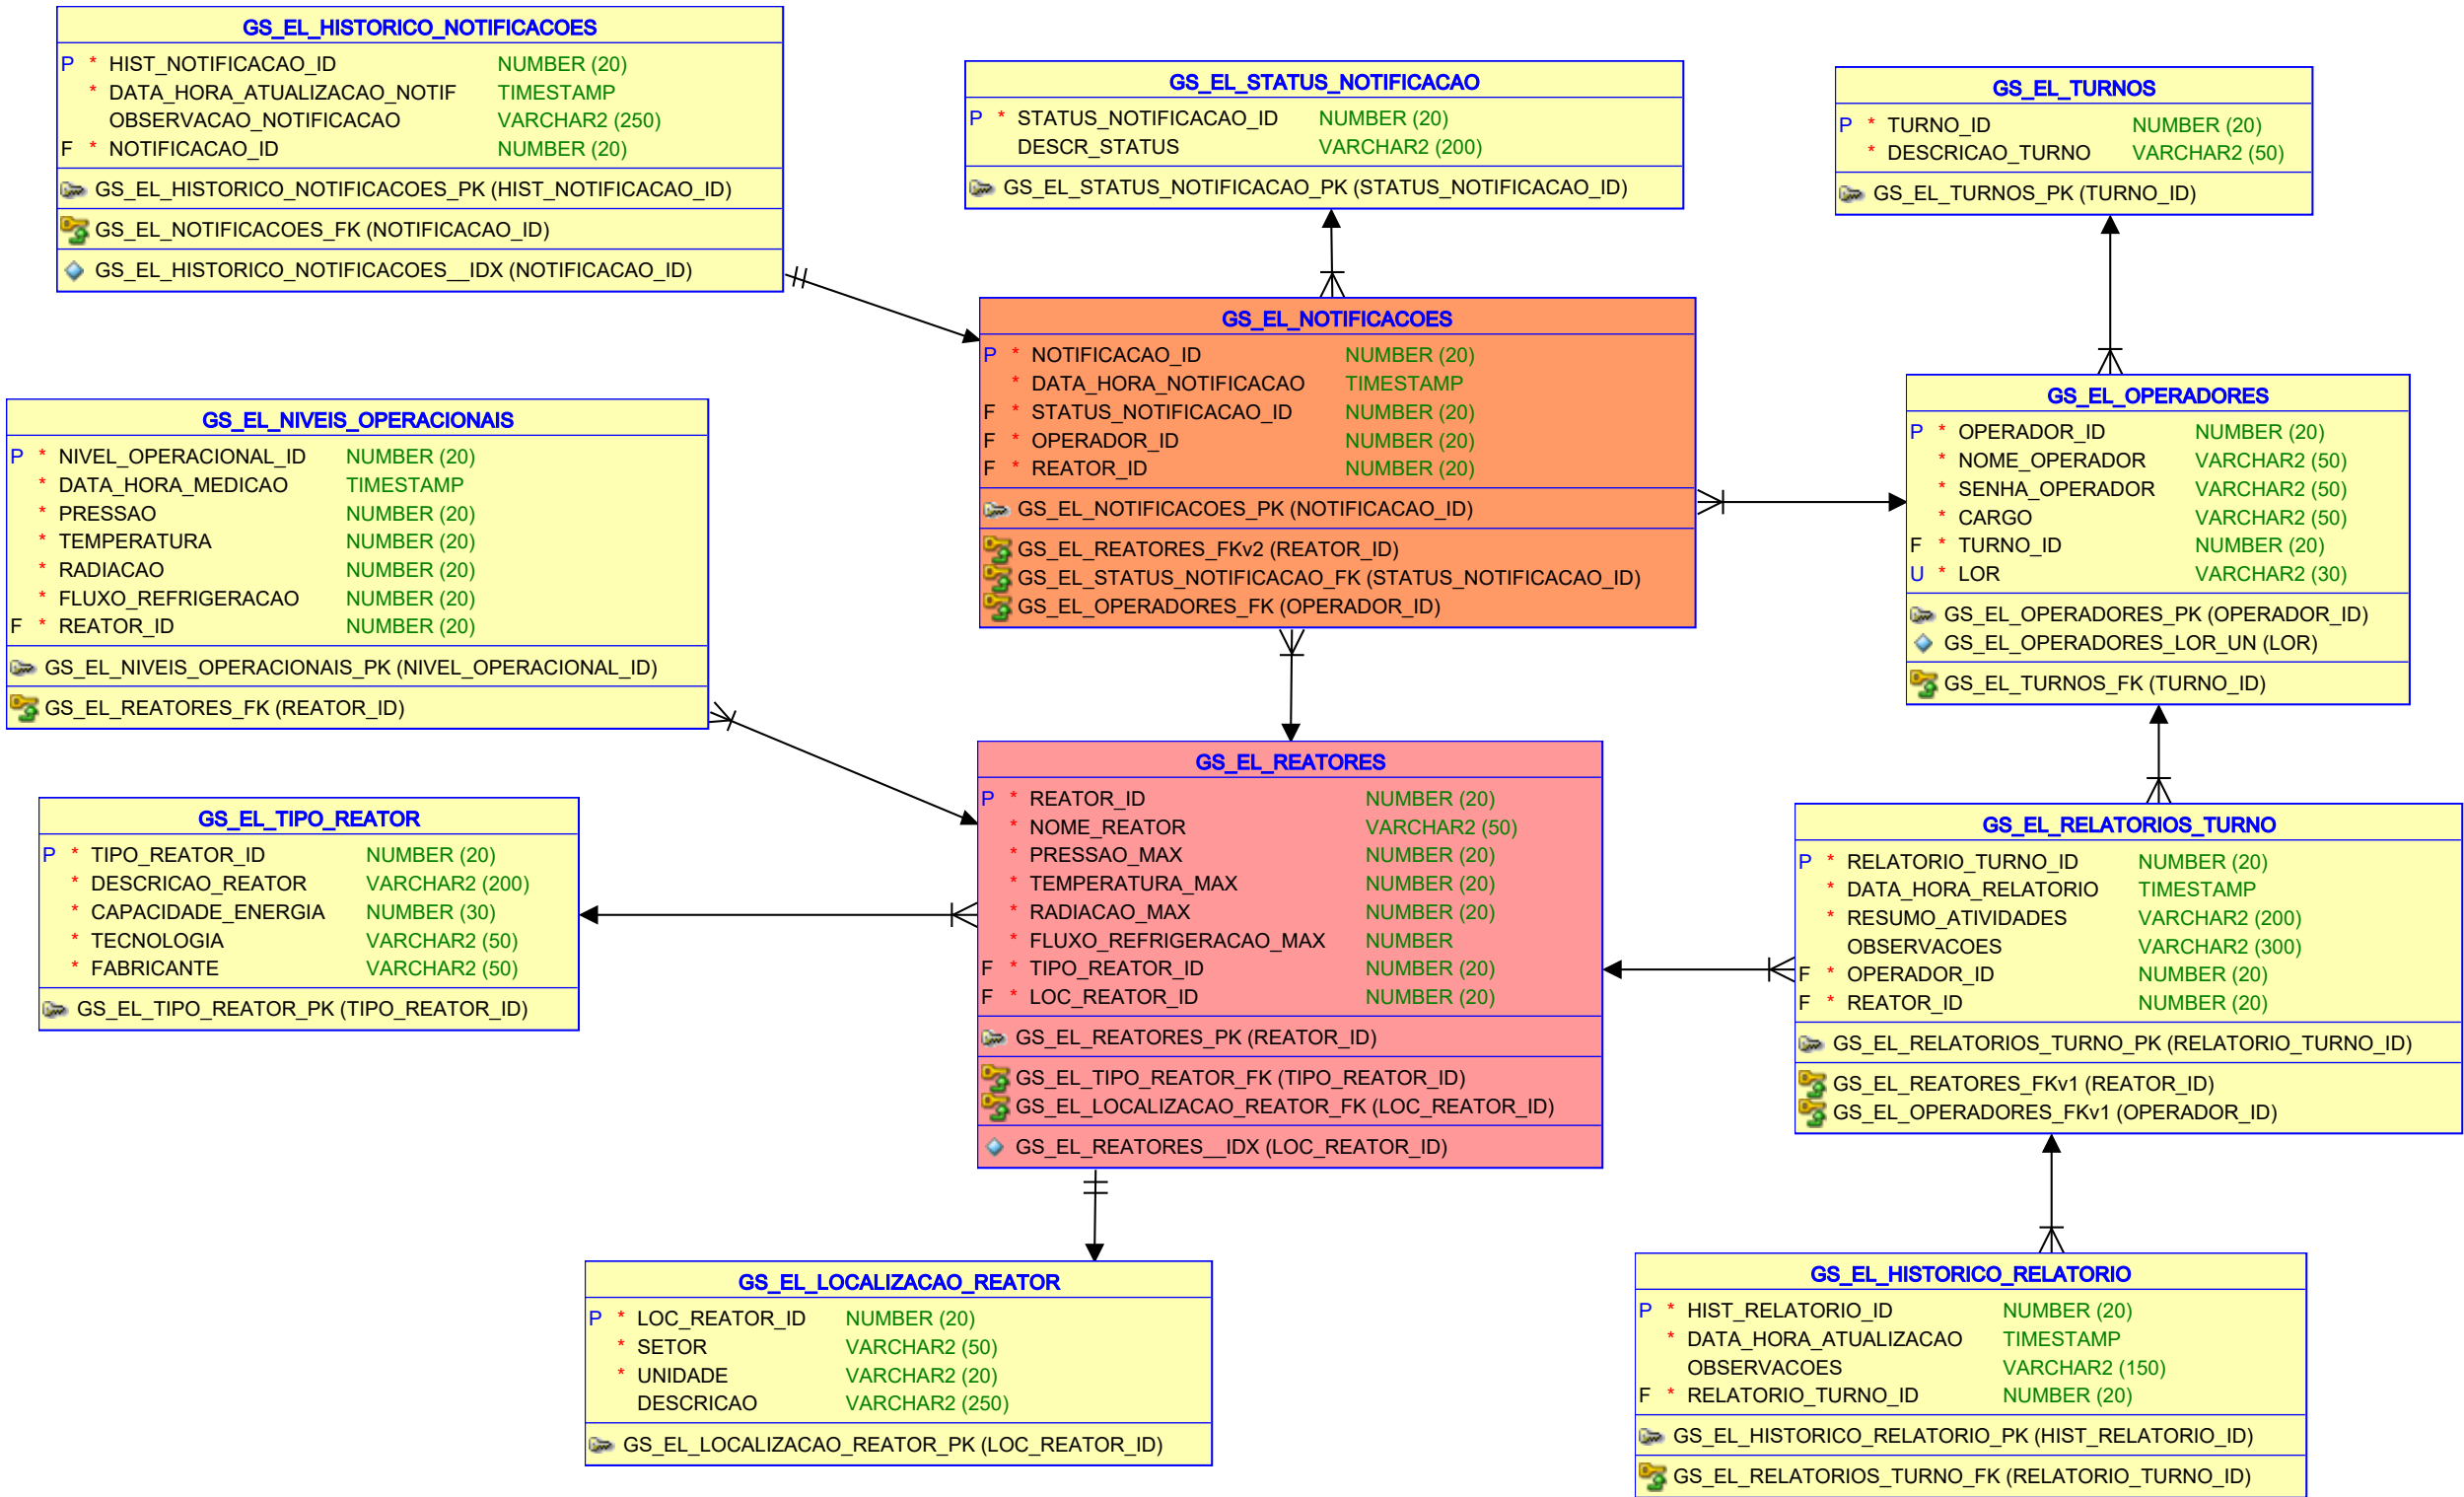 GS_EL_HISTORICO_NOTIFICACOES
P * HIST_NOTIFICACAO_ID NUMBER (20)
* DATA_HORA_ATUALIZACAO_NOTIF TIMESTAMP
OBSERVACAO_NOTIFICACAO VARCHAR2 (250)
F * NOTIFICACAO_ID NUMBER (20)
GS_EL_HISTORICO_NOTIFICACOES_PK (HIST_NOTIFICACAO_ID)
GS_EL_NOTIFICACOES_FK (NOTIFICACAO_ID)
GS_EL_HISTORICO_NOTIFICACOES__IDX (NOTIFICACAO_ID)
GS_EL_STATUS_NOTIFICACAO
P * STATUS_NOTIFICACAO_ID NUMBER (20)
DESCR_STATUS VARCHAR2 (200)
GS_EL_STATUS_NOTIFICACAO_PK (STATUS_NOTIFICACAO_ID)
GS_EL_TURNOS
P * TURNO_ID NUMBER (20)
* DESCRICAO_TURNO VARCHAR2 (50)
GS_EL_TURNOS_PK (TURNO_ID)
GS_EL_NOTIFICACOES
P * NOTIFICACAO_ID NUMBER (20)
* DATA_HORA_NOTIFICACAO TIMESTAMP
F * STATUS_NOTIFICACAO_ID NUMBER (20)
F * OPERADOR_ID NUMBER (20)
F * REATOR_ID NUMBER (20)
GS_EL_NOTIFICACOES_PK (NOTIFICACAO_ID)
GS_EL_REATORES_FKv2 (REATOR_ID)
GS_EL_STATUS_NOTIFICACAO_FK (STATUS_NOTIFICACAO_ID)
GS_EL_OPERADORES_FK (OPERADOR_ID)
GS_EL_OPERADORES
P * OPERADOR_ID NUMBER (20)
* NOME_OPERADOR VARCHAR2 (50)
* SENHA_OPERADOR VARCHAR2 (50)
* CARGO VARCHAR2 (50)
F * TURNO_ID NUMBER (20)
U * LOR VARCHAR2 (30)
GS_EL_OPERADORES_PK (OPERADOR_ID)
GS_EL_OPERADORES_LOR_UN (LOR)
GS_EL_TURNOS_FK (TURNO_ID)
GS_EL_NIVEIS_OPERACIONAIS
P * NIVEL_OPERACIONAL_ID NUMBER (20)
* DATA_HORA_MEDICAO TIMESTAMP
* PRESSAO NUMBER (20)
* TEMPERATURA NUMBER (20)
* RADIACAO NUMBER (20)
* FLUXO_REFRIGERACAO NUMBER (20)
F * REATOR_ID NUMBER (20)
GS_EL_NIVEIS_OPERACIONAIS_PK (NIVEL_OPERACIONAL_ID)
GS_EL_REATORES_FK (REATOR_ID)
GS_EL_TIPO_REATOR
P * TIPO_REATOR_ID NUMBER (20)
* DESCRICAO_REATOR VARCHAR2 (200)
* CAPACIDADE_ENERGIA NUMBER (30)
* TECNOLOGIA VARCHAR2 (50)
* FABRICANTE VARCHAR2 (50)
GS_EL_TIPO_REATOR_PK (TIPO_REATOR_ID)
GS_EL_REATORES
P * REATOR_ID NUMBER (20)
* NOME_REATOR VARCHAR2 (50)
* PRESSAO_MAX NUMBER (20)
* TEMPERATURA_MAX NUMBER (20)
* RADIACAO_MAX NUMBER (20)
* FLUXO_REFRIGERACAO_MAX NUMBER
F * TIPO_REATOR_ID NUMBER (20)
F * LOC_REATOR_ID NUMBER (20)
GS_EL_REATORES_PK (REATOR_ID)
GS_EL_TIPO_REATOR_FK (TIPO_REATOR_ID)
GS_EL_LOCALIZACAO_REATOR_FK (LOC_REATOR_ID)
GS_EL_REATORES__IDX (LOC_REATOR_ID)
GS_EL_RELATORIOS_TURNO
P * RELATORIO_TURNO_ID NUMBER (20)
* DATA_HORA_RELATORIO TIMESTAMP
* RESUMO_ATIVIDADES VARCHAR2 (200)
OBSERVACOES VARCHAR2 (300)
F * OPERADOR_ID NUMBER (20)
F * REATOR_ID NUMBER (20)
GS_EL_RELATORIOS_TURNO_PK (RELATORIO_TURNO_ID)
GS_EL_REATORES_FKv1 (REATOR_ID)
GS_EL_OPERADORES_FKv1 (OPERADOR_ID)
GS_EL_LOCALIZACAO_REATOR
P * LOC_REATOR_ID NUMBER (20)
* SETOR VARCHAR2 (50)
* UNIDADE VARCHAR2 (20)
DESCRICAO VARCHAR2 (250)
GS_EL_LOCALIZACAO_REATOR_PK (LOC_REATOR_ID)
GS_EL_HISTORICO_RELATORIO
P * HIST_RELATORIO_ID NUMBER (20)
* DATA_HORA_ATUALIZACAO TIMESTAMP
OBSERVACOES VARCHAR2 (150)
F * RELATORIO_TURNO_ID NUMBER (20)
GS_EL_HISTORICO_RELATORIO_PK (HIST_RELATORIO_ID)
GS_EL_RELATORIOS_TURNO_FK (RELATORIO_TURNO_ID)